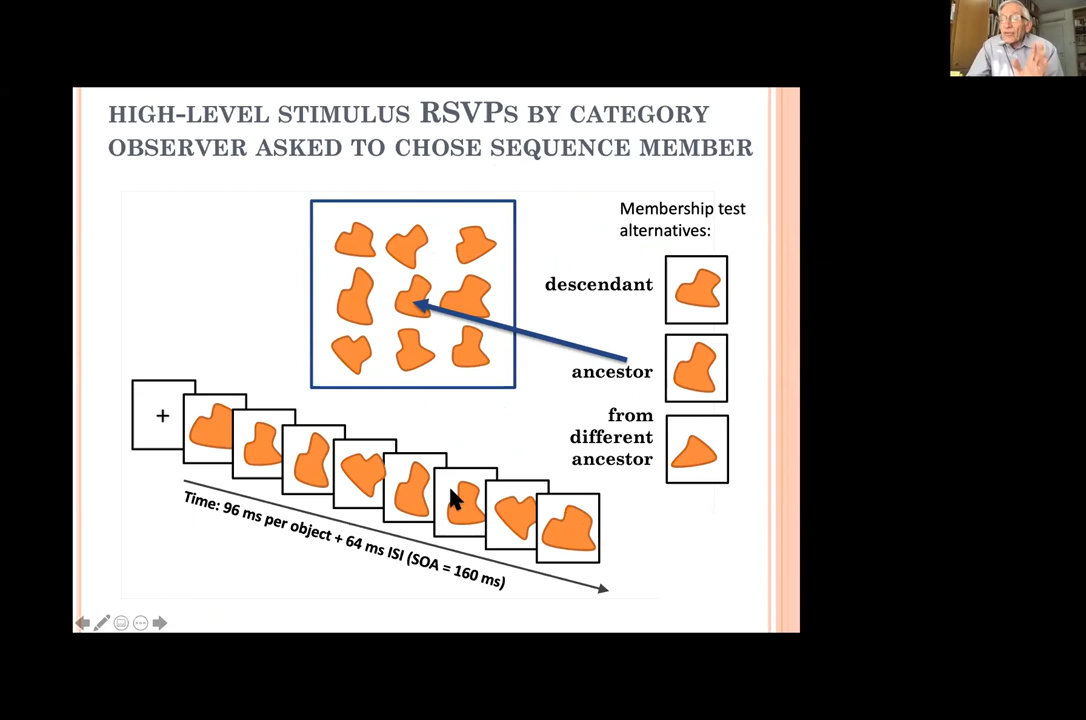 HIGH-LEVEL STIMULUS RSVPS BY CATEGORY
OBSERVER ASKED TO CHOSE SEQUENCE MEMBER
Membership test
alternatives:
descendant
ancestor
from
different
ancestor
+
Time: 96 ms per object + 64 ms ISI (SOA = 160 ms)